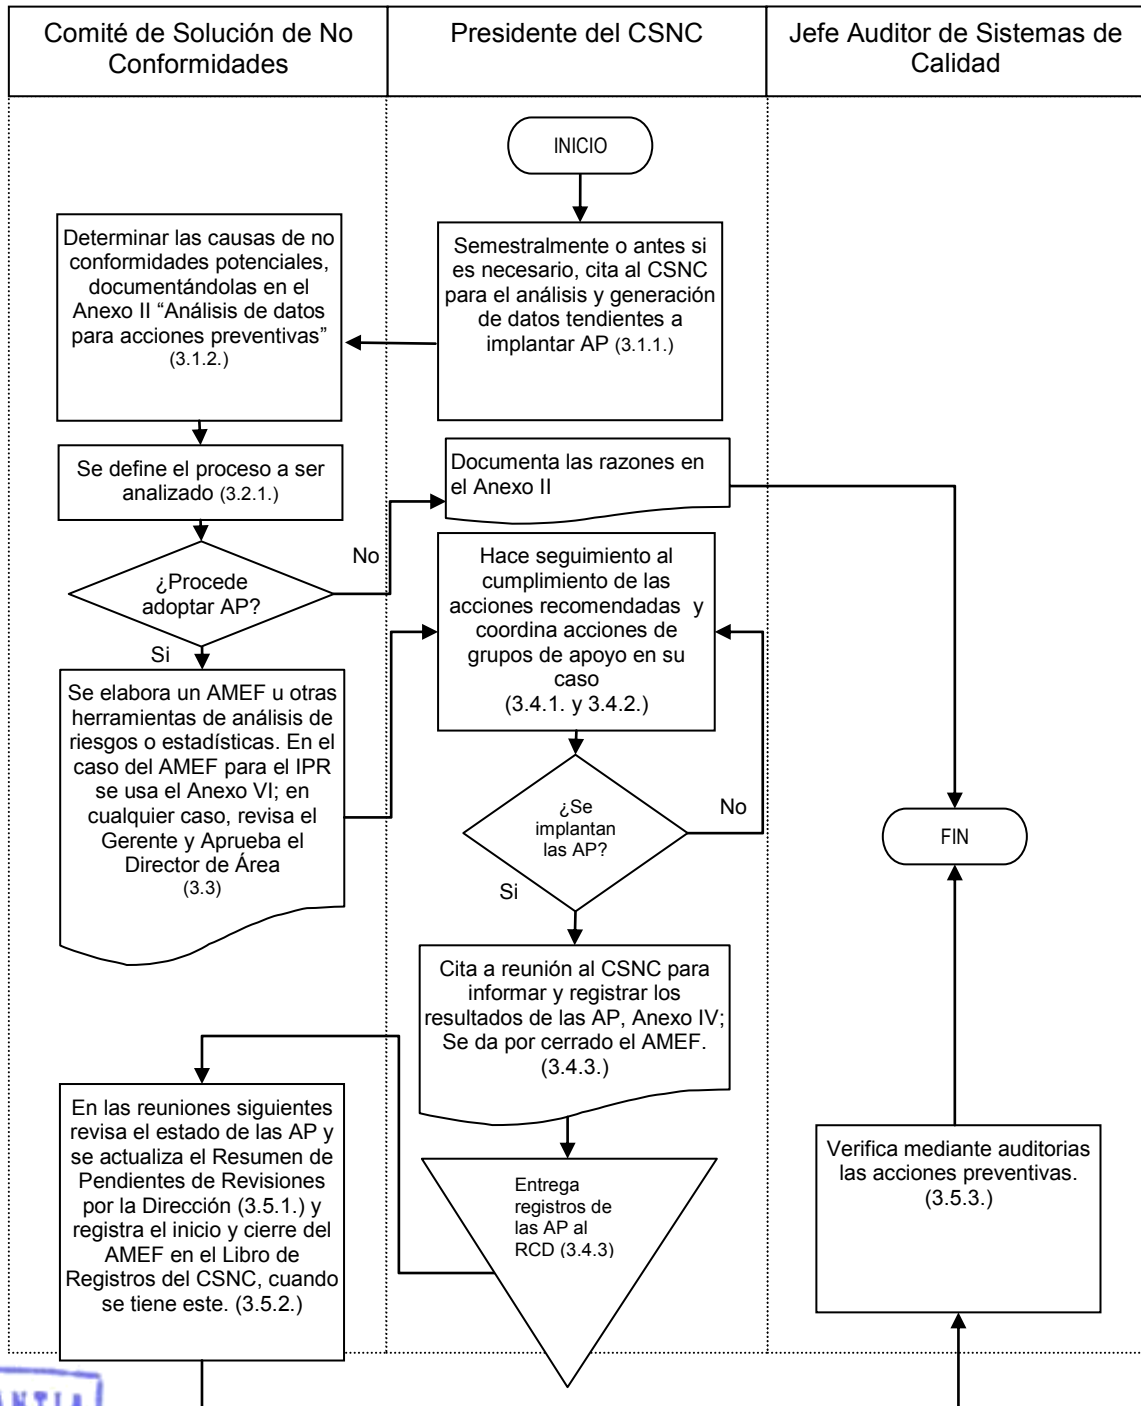 Comité de Solución de No
Conformidades
Presidente del CSNC
Jefe Auditor de Sistemas de
Calidad
INICIO
Semestralmente o antes si
es necesario, cita al CSNC
para el análisis y generación
de datos tendientes a
implantar AP (3.1.1.)
Determinar las causas de no
conformidades potenciales,
documentándolas en el
Anexo II “Análisis de datos
para acciones preventivas”
(3.1.2.)
Se define el proceso a ser
analizado (3.2.1.)
¿Procede
adoptar AP?
No
Documenta las razones en
el Anexo II
Si
Se elabora un AMEF u otras
herramientas de análisis de
riesgos o estadísticas. En el
caso del AMEF para el IPR
se usa el Anexo VI; en
cualquier caso, revisa el
Gerente y Aprueba el
Director de Área
(3.3)
Hace seguimiento al
cumplimiento de las
acciones recomendadas y
coordina acciones de
grupos de apoyo en su
caso
(3.4.1. y 3.4.2.)
¿Se
implantan
las AP?
No
Si
FIN
Cita a reunión al CSNC para
informar y registrar los
resultados de las AP, Anexo IV;
Se da por cerrado el AMEF.
(3.4.3.)
Entrega
registros de
las AP al
RCD (3.4.3)
En las reuniones siguientes
revisa el estado de las AP y
se actualiza el Resumen de
Pendientes de Revisiones
por la Dirección (3.5.1.) y
registra el inicio y cierre del
AMEF en el Libro de
Registros del CSNC, cuando
se tiene este. (3.5.2.)
Verifica mediante auditorias
las acciones preventivas.
(3.5.3.)